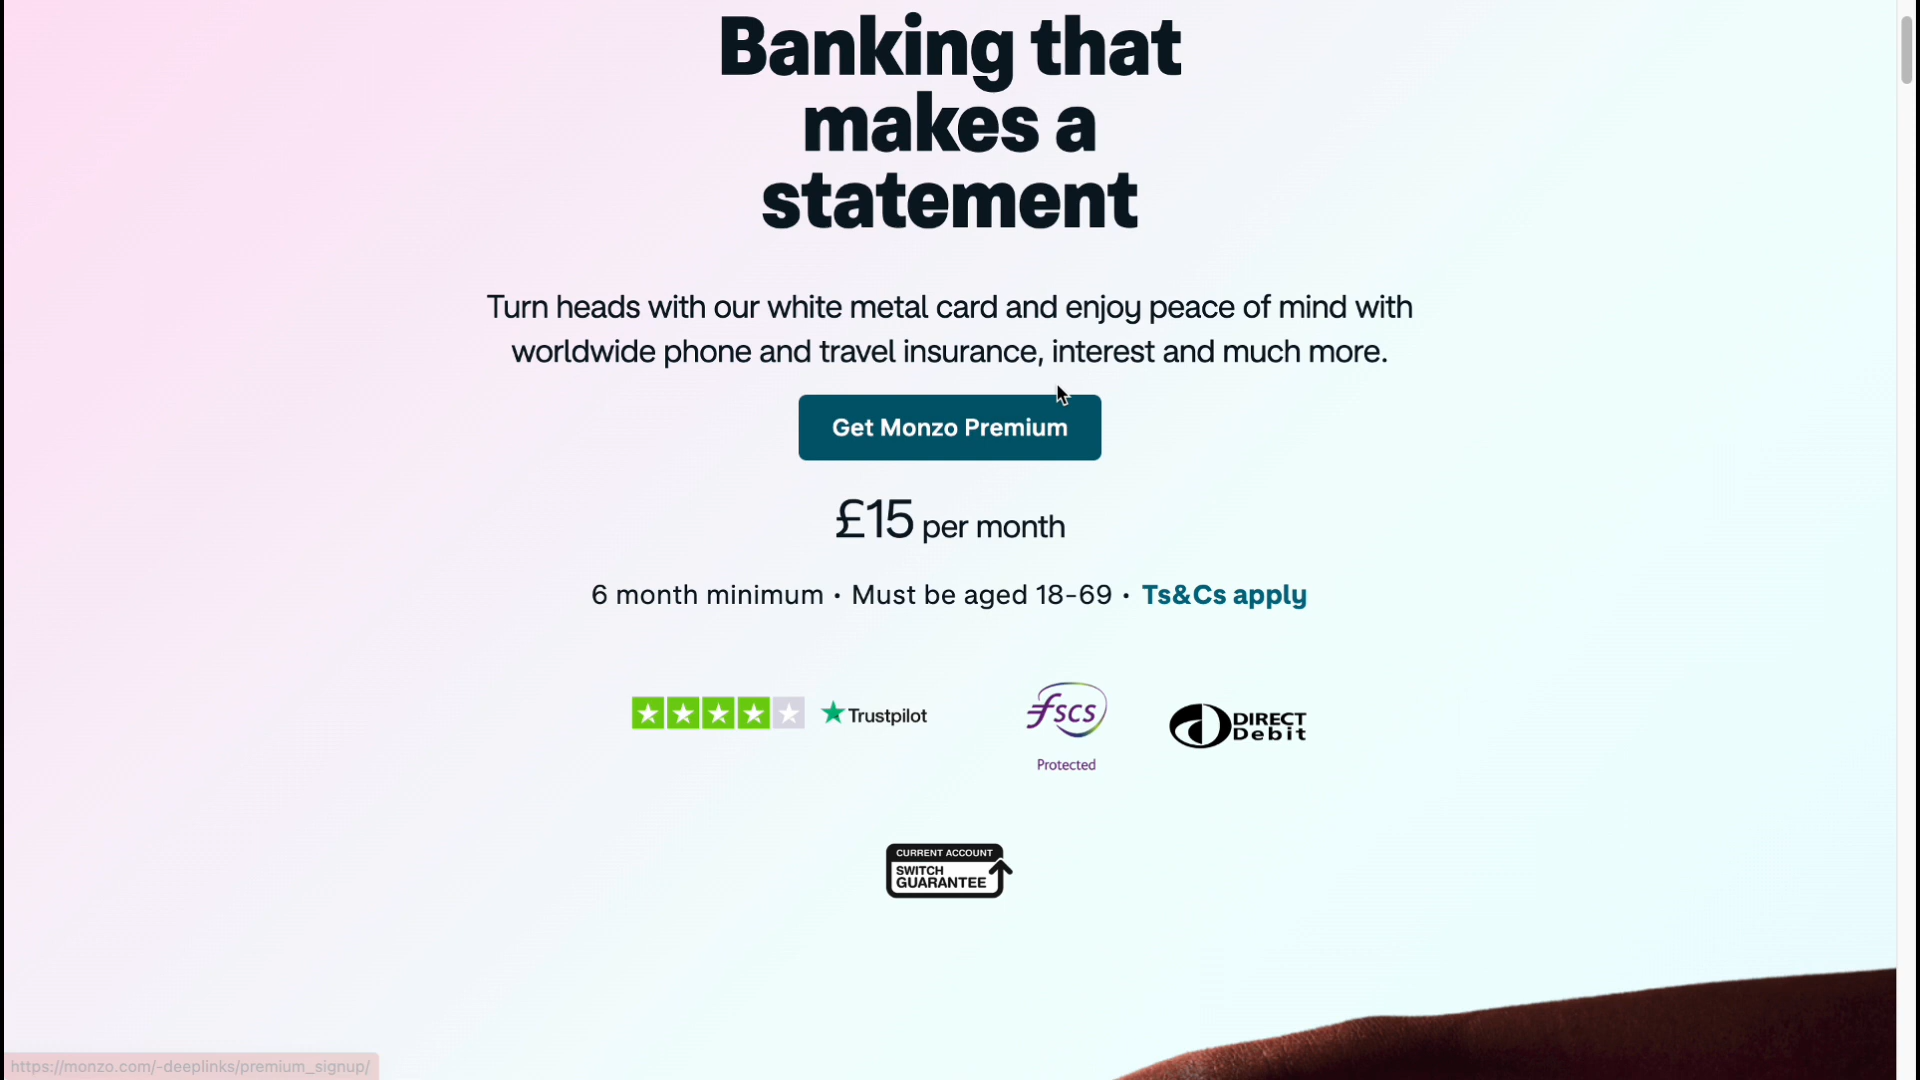 Banking that
makes a
statement
Turn heads with our white metal card and enjoy peace of mind with
worldwide phone and travel insurance, interest and much more.
Get Monzo Premium
£15 per month
6 month minimum • Must be aged 18-69 • Ts&Cs apply
Trustpilot
fscs
Protected
DIRECT
Debit
CURRENT ACCOUNT
SWITCH
GUARANTEE
https://monzo.com/-deeplinks/premium_signup/